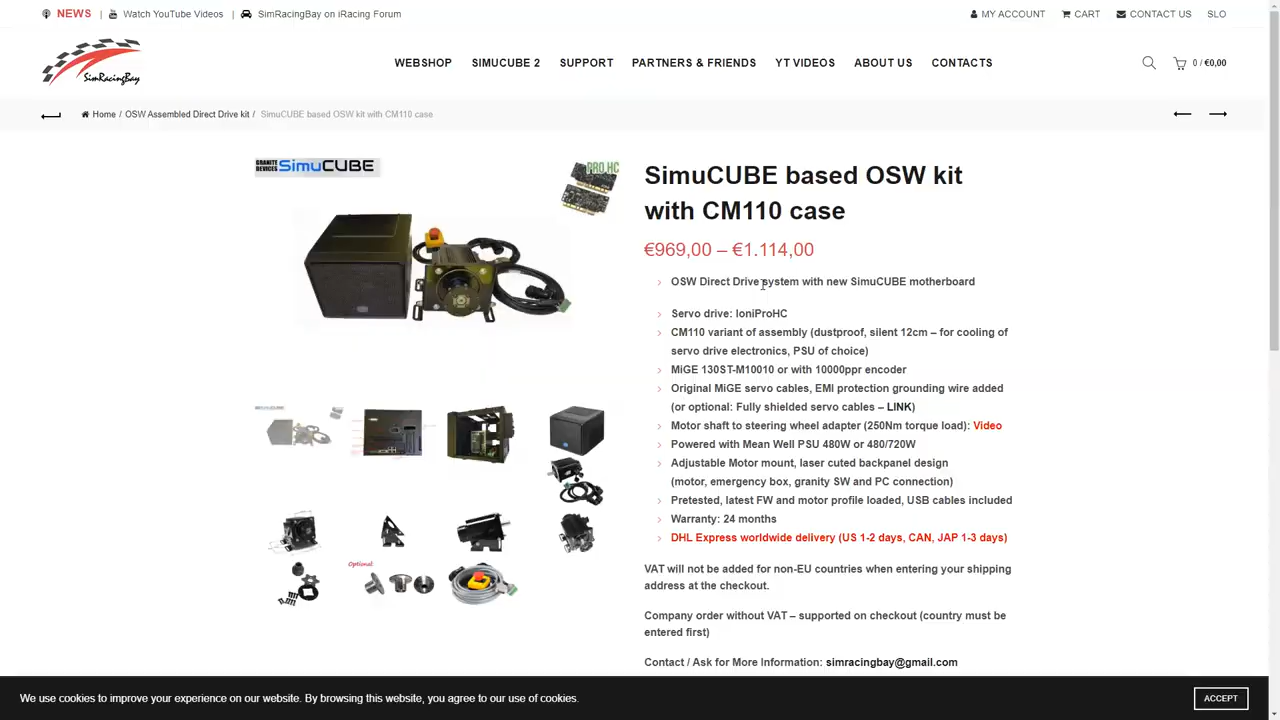 NEWS | Watch YouTube Videos | SimRacingBay on iRacing Forum MY ACCOUNT CART CONTACT US SLO
SimRacingBay
WEBSHOP SIMUCUBE 2 SUPPORT PARTNERS & FRIENDS YT VIDEOS ABOUT US CONTACTS 0 / €0,00
Home / OSW Assembled Direct Drive kit / SimuCUBE based OSW kit with CM110 case
GRANITE DEVICES SimuCUBE
PRO HC
SimuCUBE based OSW kit
with CM110 case
€969,00 – €1.114,00
OSW Direct Drive system with new SimuCUBE motherboard
Servo drive: IoniProHC
CM110 variant of assembly (dustproof, silent 12cm – for cooling of
servo drive electronics, PSU of choice)
MiGE 130ST-M10010 or with 10000ppr encoder
Original MiGE servo cables, EMI protection grounding wire added
(or optional: Fully shielded servo cables – LINK)
Motor shaft to steering wheel adapter (250Nm torque load): Video
Powered with Mean Well PSU 480W or 480/720W
Adjustable Motor mount, laser cuted backpanel design
(motor, emergency box, granity SW and PC connection)
Pretested, latest FW and motor profile loaded, USB cables included
Warranty: 24 months
DHL Express worldwide delivery (US 1-2 days, CAN, JAP 1-3 days)
Optional:
VAT will not be added for non-EU countries when entering your shipping
address at the checkout.
Company order without VAT – supported on checkout (country must be
entered first)
Contact / Ask for More Information: simracingbay@gmail.com
We use cookies to improve your experience on our website. By browsing this website, you agree to our use of cookies.
ACCEPT